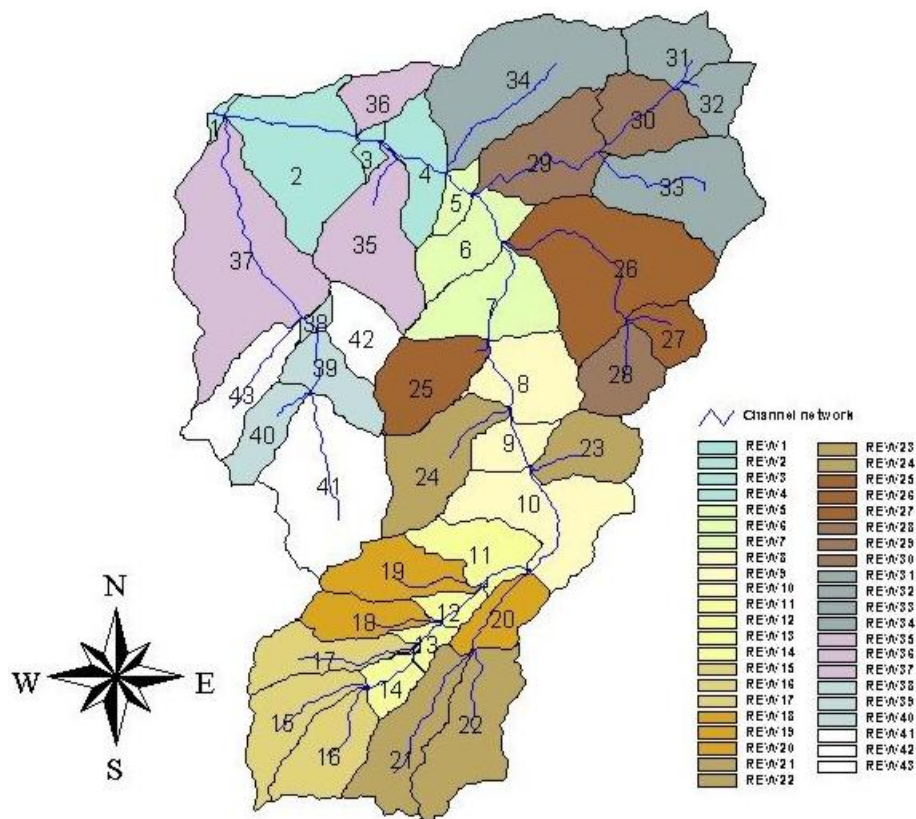 31
34
32
36
30
1
3
29
2
4
33
5
35
6
37
26
7
38
42
27
39
28
8
25
43
40
9
23
24
41
10
11
19
12
20
18
13
17
14
22
15
16
21
N
W
E
S
Channel network
REW1
REW2
REW3
REW4
REW5
REW6
REW7
REW8
REW9
REW10
REW11
REW12
REW13
REW14
REW15
REW16
REW17
REW18
REW19
REW20
REW21
REW22
REW23
REW24
REW25
REW26
REW27
REW28
REW29
REW30
REW31
REW32
REW33
REW34
REW35
REW36
REW37
REW38
REW39
REW40
REW41
REW42
REW43